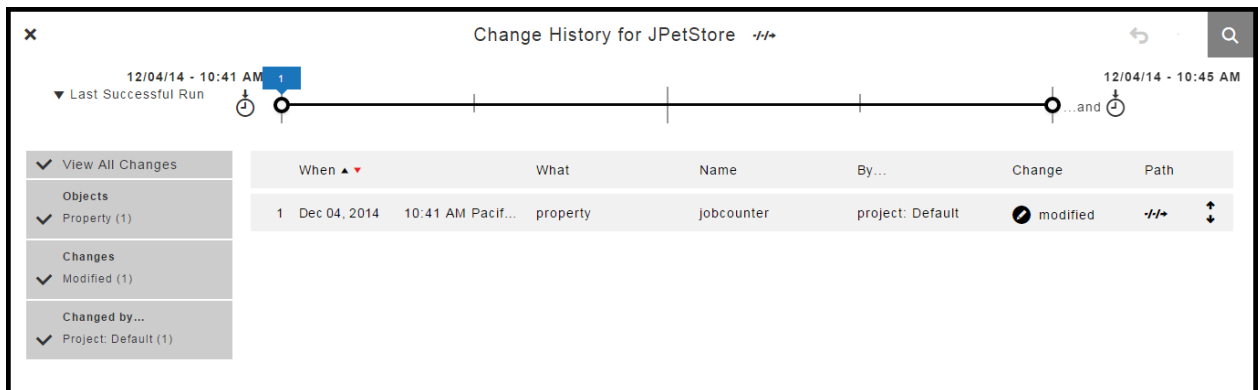 Change History for JPetStore
12/04/14 - 10:41 AM
1
12/04/14 - 10:45 AM
Last Successful Run
...and
View All Changes
When What Name By... Change Path
Objects
Property (1)
1 Dec 04, 2014 10:41 AM Pacif... property jobcounter project: Default modified
Changes
Modified (1)
Changed by...
Project: Default (1)